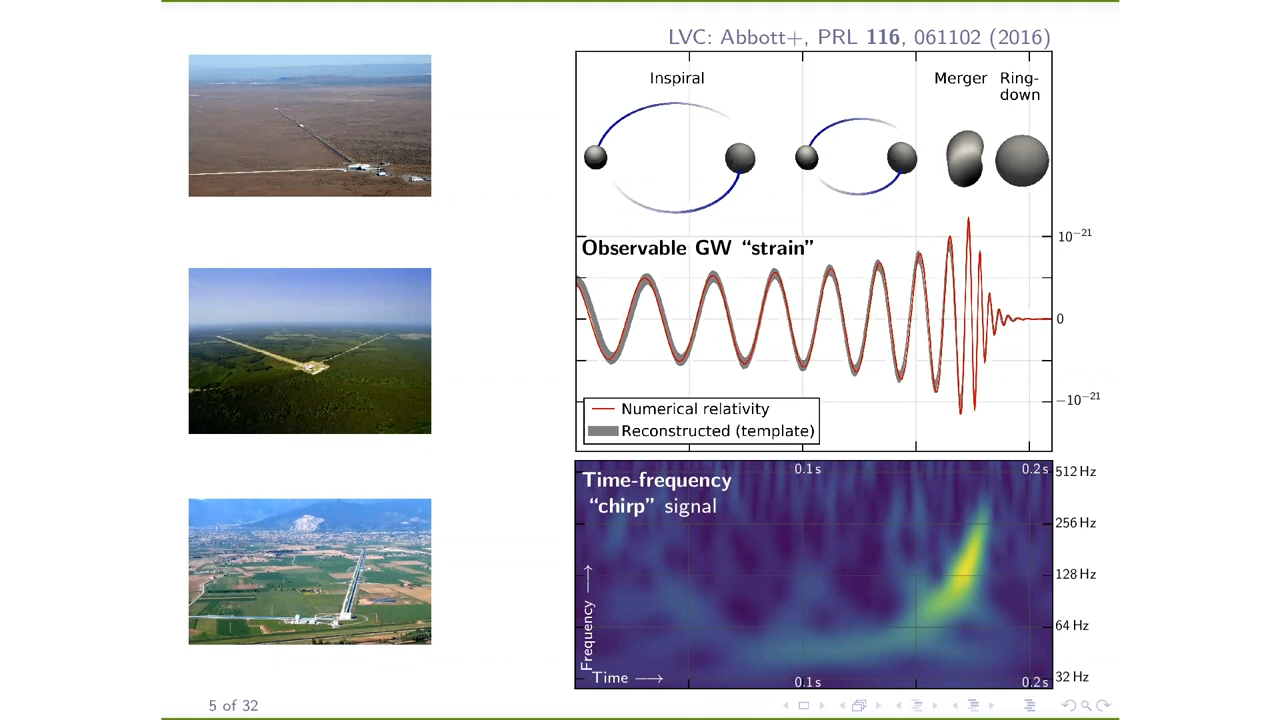 LVC: Abbott+, PRL 116, 061102 (2016)
Inspiral
Merger
Ring-
down
Observable GW “strain”
10⁻²¹
0
−10⁻²¹
Numerical relativity
Reconstructed (template)
Time-frequency
“chirp” signal
0.1 s
0.2 s
512 Hz
256 Hz
128 Hz
64 Hz
32 Hz
Frequency ⟶
Time ⟶
0.1 s
0.2 s
5 of 32